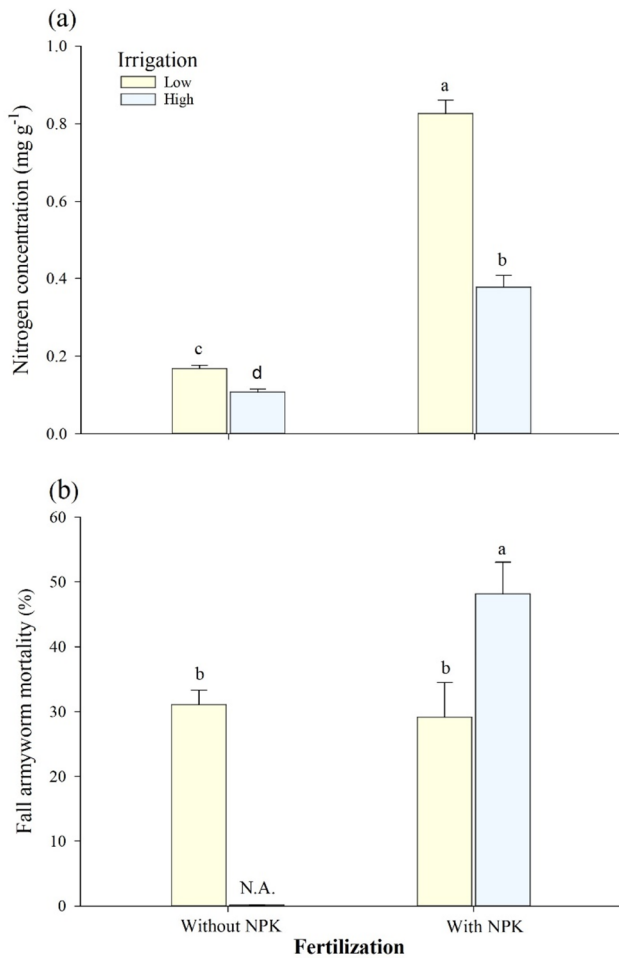 (a)
Nitrogen concentration (mg g⁻¹)
1.0
0.8
0.6
0.4
0.2
0.0
Irrigation
Low
High
c
d
a
b
(b)
Fall armyworm mortality (%)
60
50
40
30
20
10
0
b
N.A.
b
a
Without NPK
With NPK
Fertilization